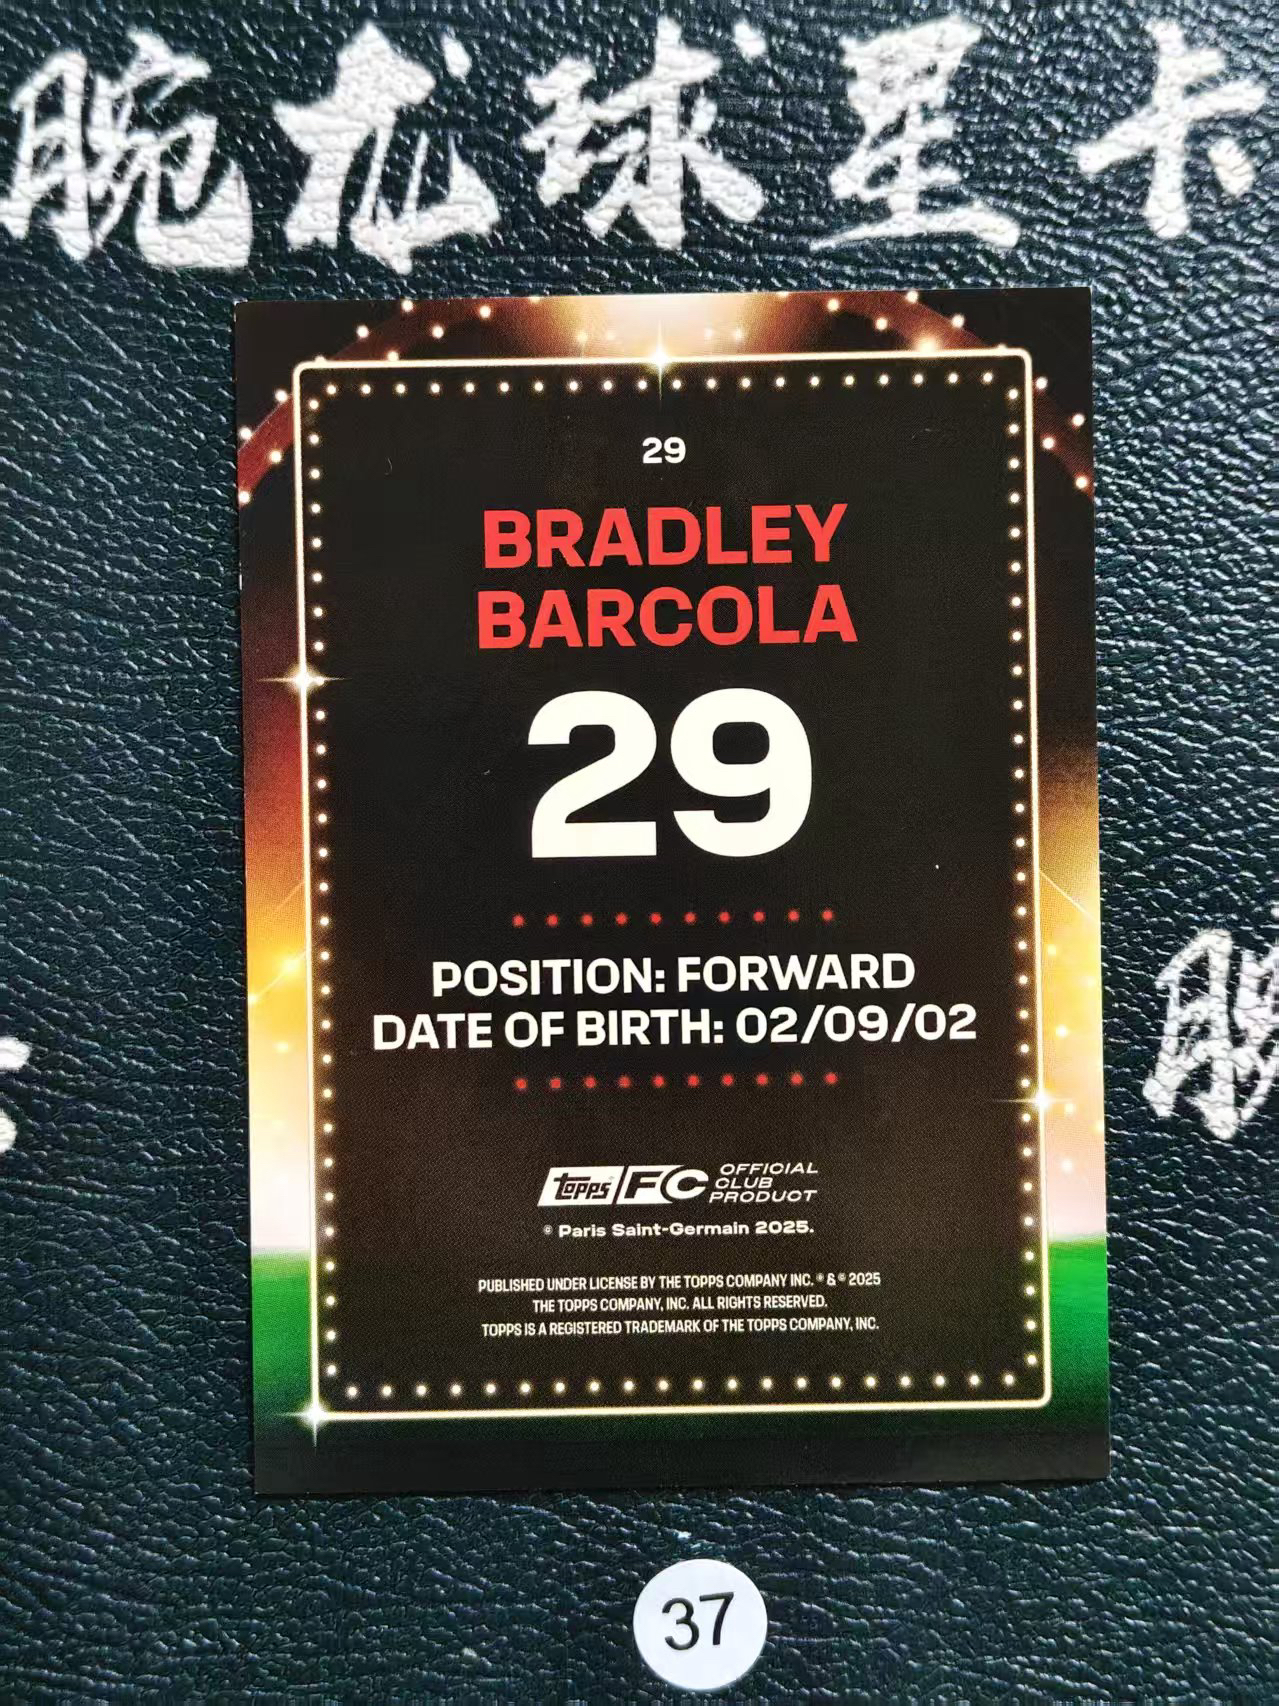 腕龙球星卡
29
BRADLEY
BARCOLA
29
POSITION: FORWARD
DATE OF BIRTH: 02/09/02
topps FC OFFICIAL
CLUB
PRODUCT
© Paris Saint-Germain 2025.
PUBLISHED UNDER LICENSE BY THE TOPPS COMPANY INC. ® & © 2025
THE TOPPS COMPANY, INC. ALL RIGHTS RESERVED.
TOPPS IS A REGISTERED TRADEMARK OF THE TOPPS COMPANY, INC.
腕
37